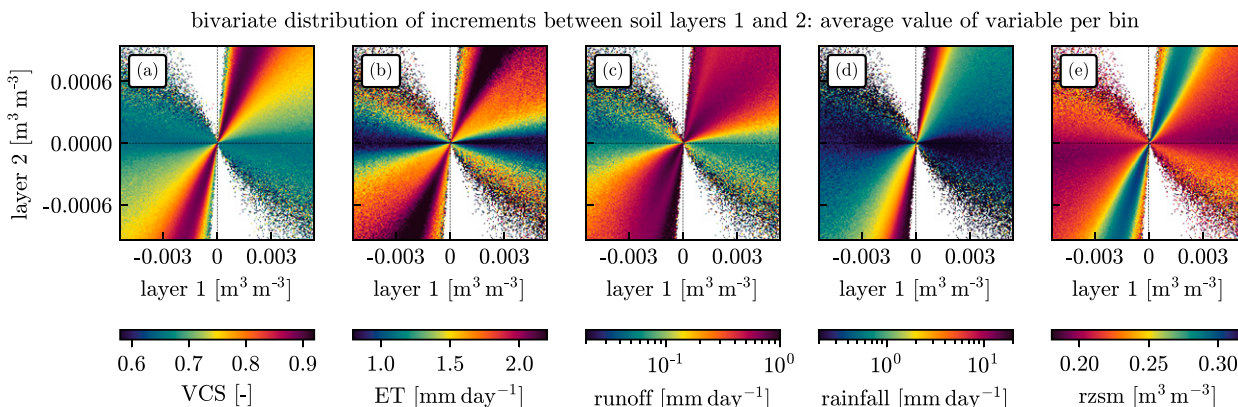 bivariate distribution of increments between soil layers 1 and 2: average value of variable per bin
(a) (b) (c) (d) (e)
layer 2 [m³ m⁻³]
0.0006
0.0000
-0.0006
-0.003 0 0.003 -0.003 0 0.003 -0.003 0 0.003 -0.003 0 0.003 -0.003 0 0.003
layer 1 [m³ m⁻³] layer 1 [m³ m⁻³] layer 1 [m³ m⁻³] layer 1 [m³ m⁻³] layer 1 [m³ m⁻³]
0.6 0.7 0.8 0.9 1.0 1.5 2.0 10⁻¹ 10⁰ 10⁰ 10¹ 0.20 0.25 0.30
VCS [-] ET [mm day⁻¹] runoff [mm day⁻¹] rainfall [mm day⁻¹] rzsm [m³ m⁻³]